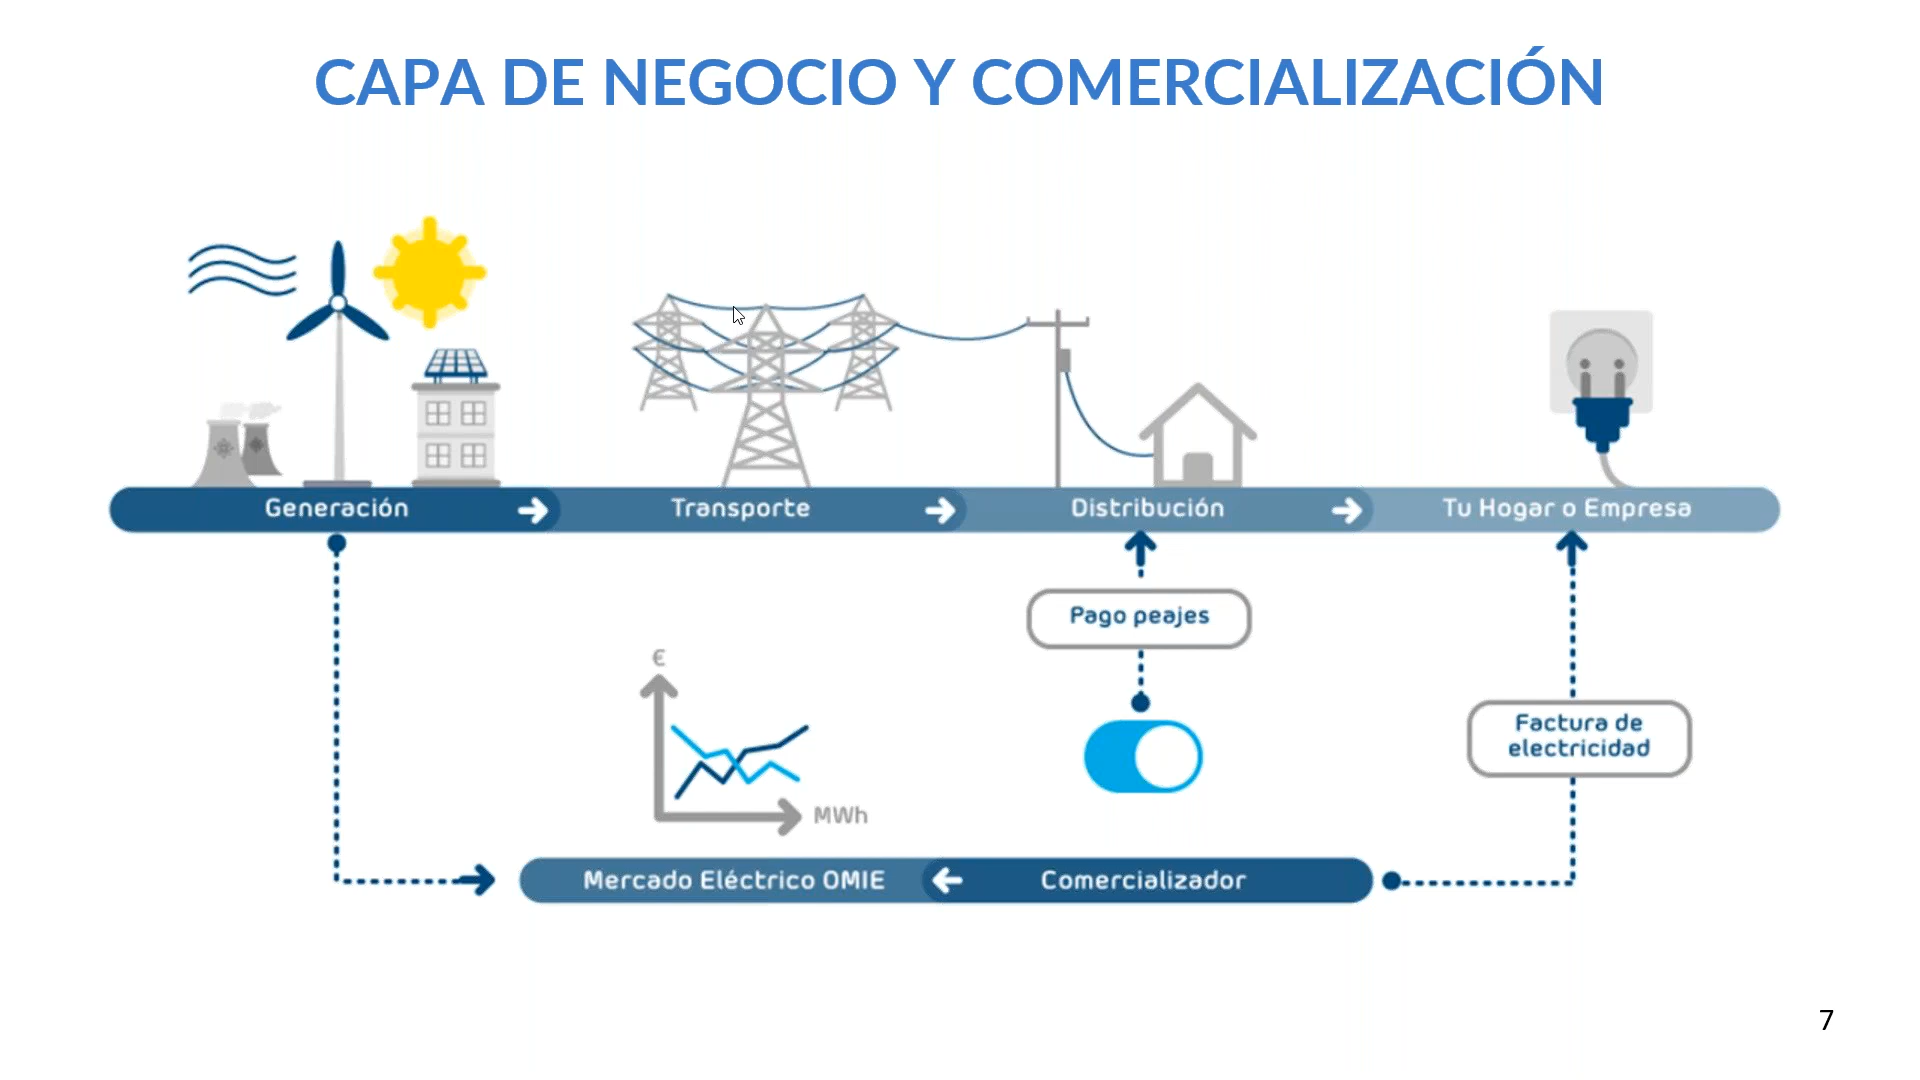 CAPA DE NEGOCIO Y COMERCIALIZACIÓN
Generación
Transporte
Distribución
Tu Hogar o Empresa
Pago peajes
€
MWh
Factura de
electricidad
Mercado Eléctrico OMIE
Comercializador
7